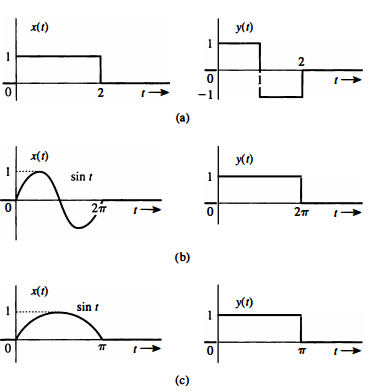 x(t) y(t)
1 1
2
0 2 t 0 1 t
−1
(a)
x(t) y(t)
1 sin t 1
0 2π t 0 2π t
(b)
x(t) y(t)
1 sin t 1
0 π t 0 π t
(c)